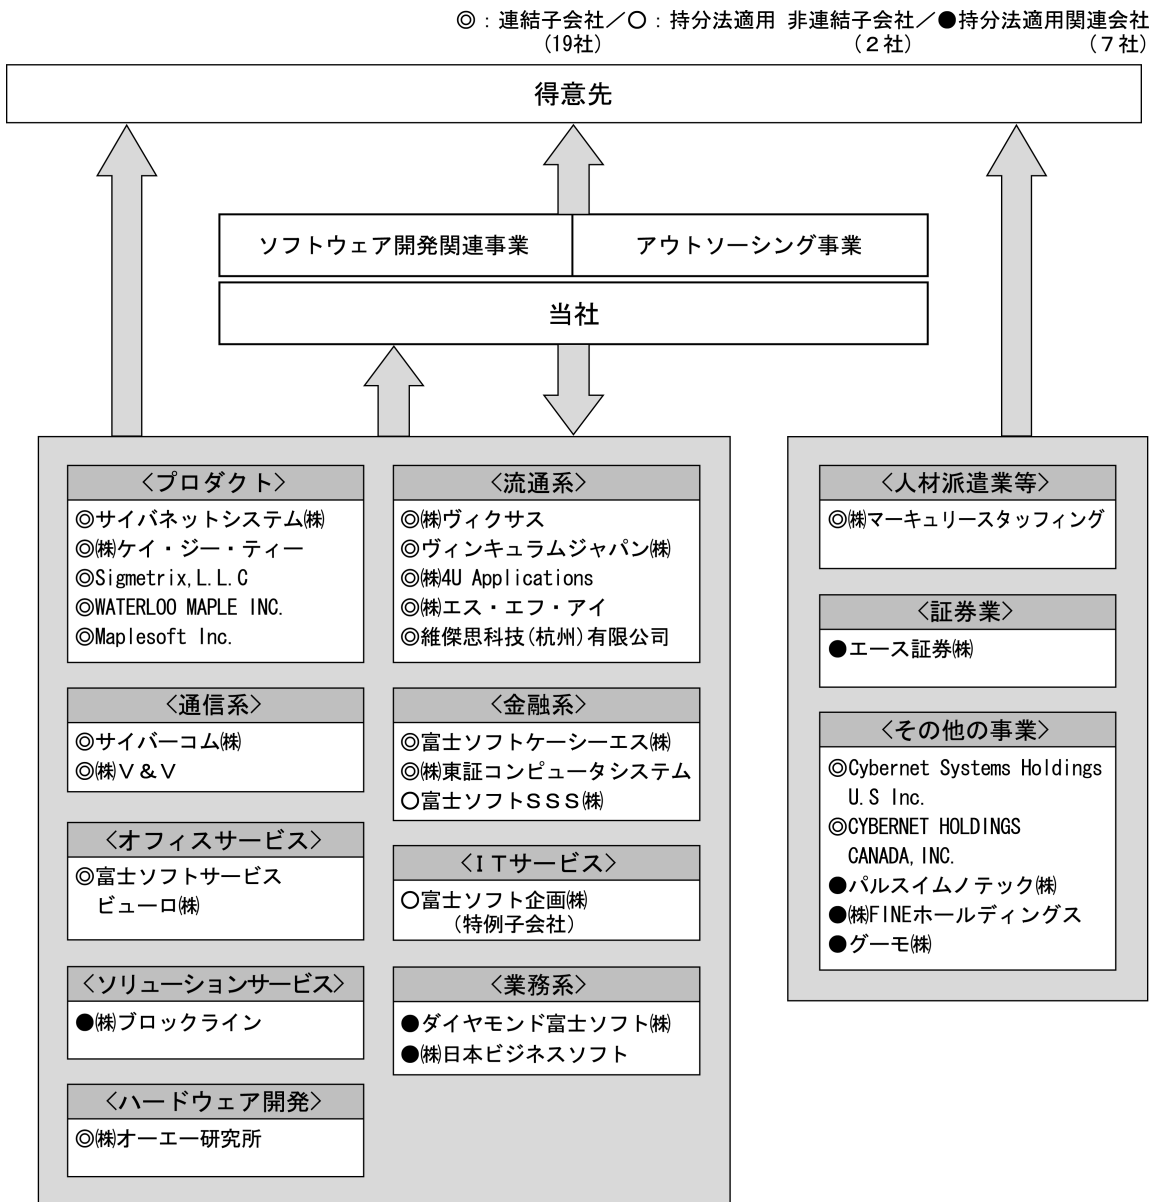 ◎：連結子会社／○：持分法適用 非連結子会社／●持分法適用関連会社
(19社) (２社) (７社)
得意先
ソフトウェア開発関連事業
アウトソーシング事業
当社
〈プロダクト〉
◎サイバネットシステム㈱
◎㈱ケイ・ジー・ティー
◎Sigmetrix,L.L.C
◎WATERLOO MAPLE INC.
◎Maplesoft Inc.
〈流通系〉
◎㈱ヴィクサス
◎ヴィンキュラムジャパン㈱
◎㈱4U Applications
◎㈱エス・エフ・アイ
◎維傑思科技(杭州)有限公司
〈通信系〉
◎サイバーコム㈱
◎㈱Ｖ＆Ｖ
〈金融系〉
◎富士ソフトケーシーエス㈱
◎㈱東証コンピュータシステム
○富士ソフトＳＳＳ㈱
〈オフィスサービス〉
◎富士ソフトサービス
ビューロ㈱
〈ＩＴサービス〉
○富士ソフト企画㈱
（特例子会社）
〈ソリューションサービス〉
●㈱ブロックライン
〈業務系〉
●ダイヤモンド富士ソフト㈱
●㈱日本ビジネスソフト
〈ハードウェア開発〉
◎㈱オーエー研究所
〈人材派遣業等〉
◎㈱マーキュリースタッフィング
〈証券業〉
●エース証券㈱
〈その他の事業〉
◎Cybernet Systems Holdings
U.S Inc.
◎CYBERNET HOLDINGS
CANADA,INC.
●パルスイムノテック㈱
●㈱FINEホールディングス
●グーモ㈱